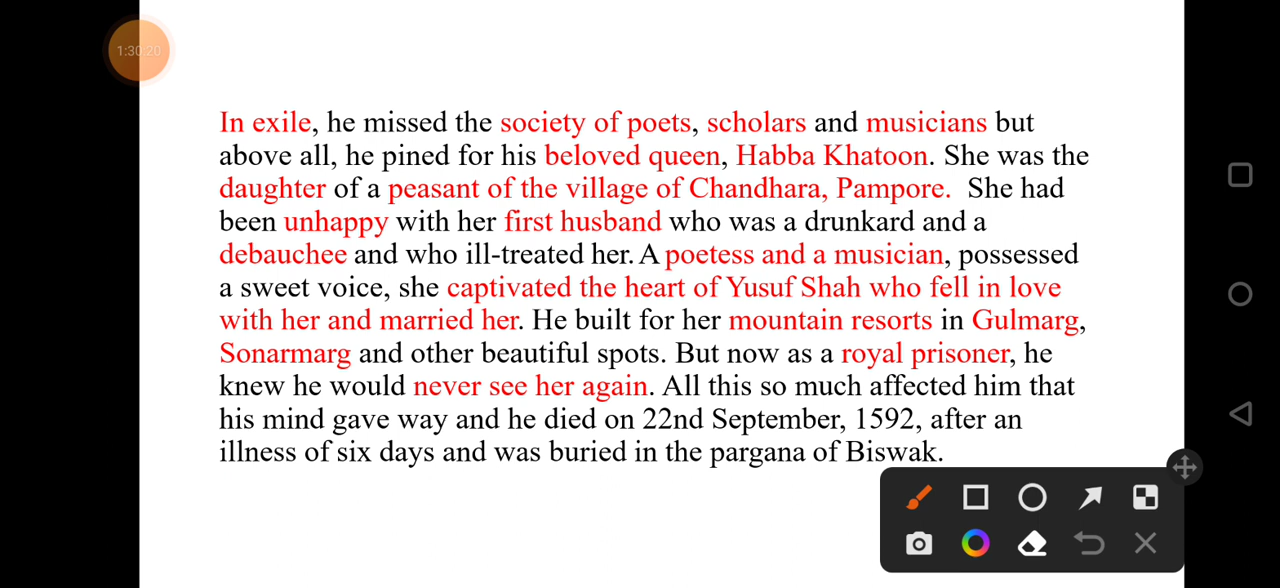 1:30:20
In exile, he missed the society of poets, scholars and musicians but
above all, he pined for his beloved queen, Habba Khatoon. She was the
daughter of a peasant of the village of Chandhara, Pampore. She had
been unhappy with her first husband who was a drunkard and a
debauchee and who ill-treated her. A poetess and a musician, possessed
a sweet voice, she captivated the heart of Yusuf Shah who fell in love
with her and married her. He built for her mountain resorts in Gulmarg,
Sonarmarg and other beautiful spots. But now as a royal prisoner, he
knew he would never see her again. All this so much affected him that
his mind gave way and he died on 22nd September, 1592, after an
illness of six days and was buried in the pargana of Biswak.